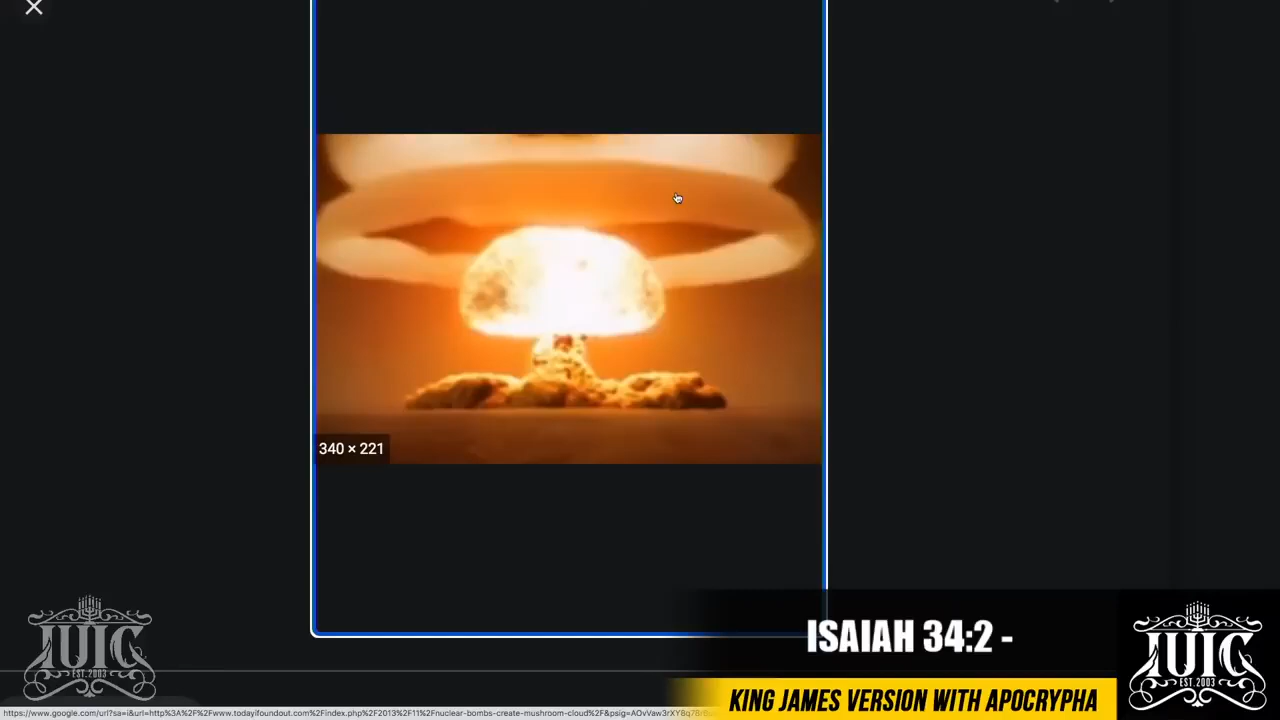 340 × 221
ISAIAH 34:2 -
KING JAMES VERSION WITH APOCRYPHA
IUIC
EST.2003
IUIC
EST.2003